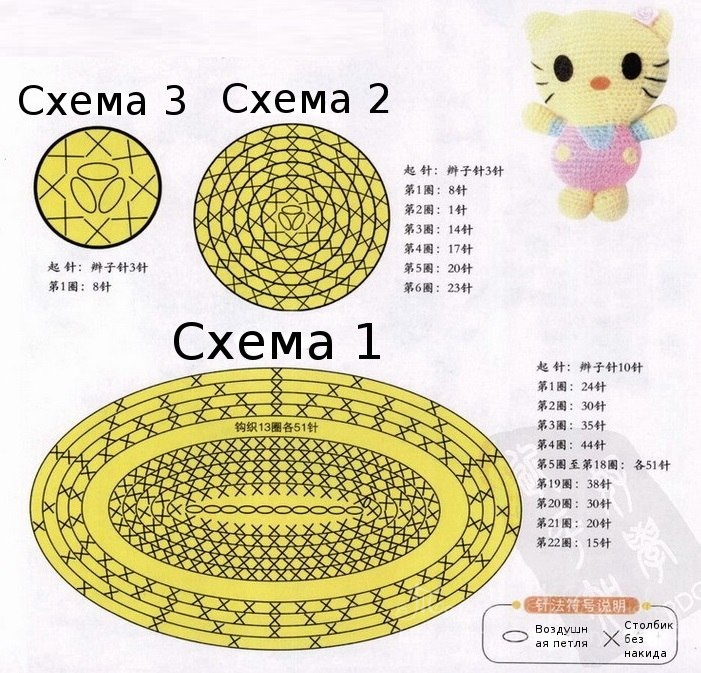 Схема 3
Схема 2
起 针: 辫子针3针
第1圈: 8针
第2圈: 1针
第3圈: 14针
第4圈: 17针
第5圈: 20针
第6圈: 23针
起 针: 辫子针3针
第1圈: 8针
Схема 1
钩织13圈各51针
起 针: 辫子针10针
第1圈: 24针
第2圈: 30针
第3圈: 35针
第4圈: 44针
第5圈至第18圈: 各51针
第19圈: 38针
第20圈: 30针
第21圈: 20针
第22圈: 15针
针法符号说明
Воздушн
ая петля
Столбик
без
накида